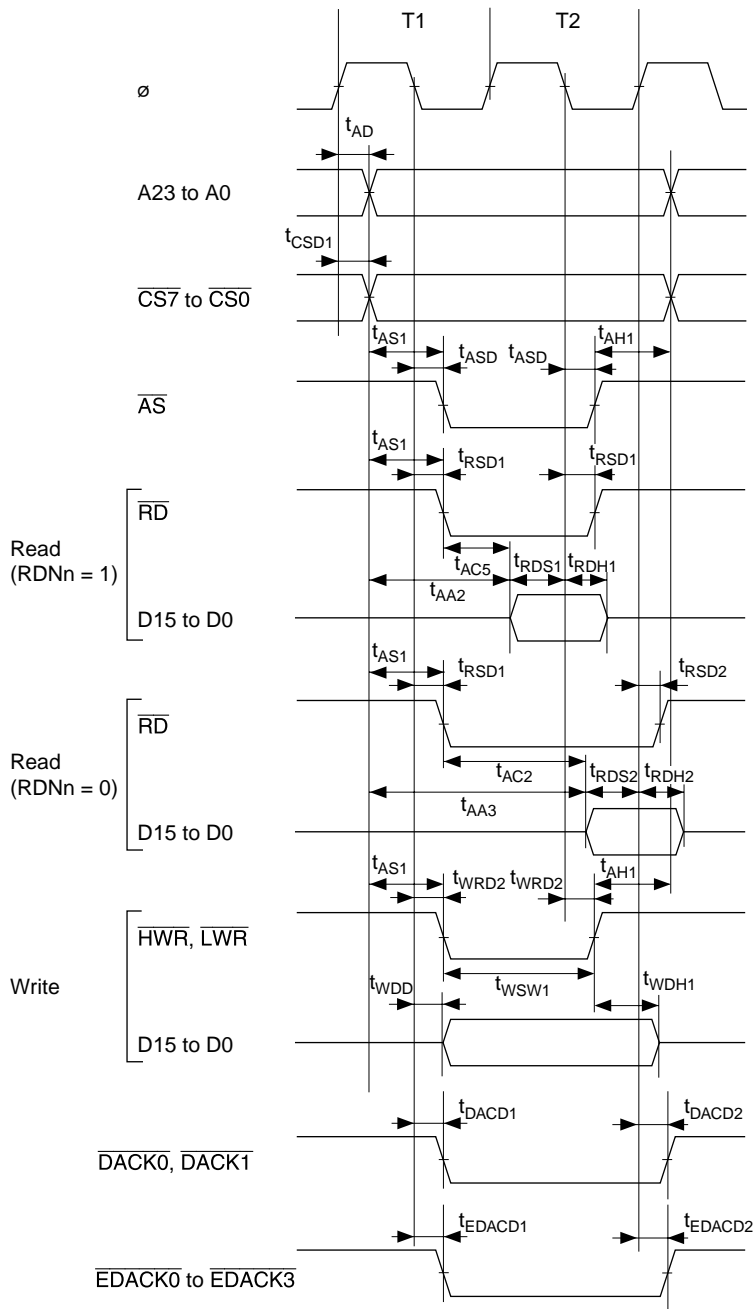 T1 T2
ø
tAD
A23 to A0
tCSD1
CS7 to CS0
tAS1 tASD tASD tAH1
AS
tAS1 tRSD1 tRSD1
RD
Read
(RDNn = 1)
tAC5 tRDS1 tRDH1
tAA2
D15 to D0
tAS1 tRSD1 tRSD2
RD
Read
(RDNn = 0)
tAC2 tRDS2 tRDH2
tAA3
D15 to D0
tAS1 tWRD2 tWRD2 tAH1
HWR, LWR
Write
tWDD tWSW1 tWDH1
D15 to D0
tDACD1 tDACD2
DACK0, DACK1
tEDACD1 tEDACD2
EDACK0 to EDACK3